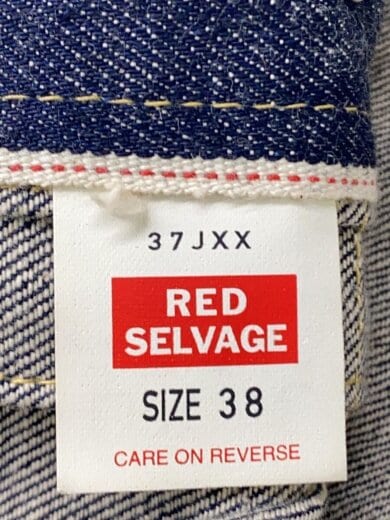 37JXX
RED
SELVAGE
SIZE 38
CARE ON REVERSE